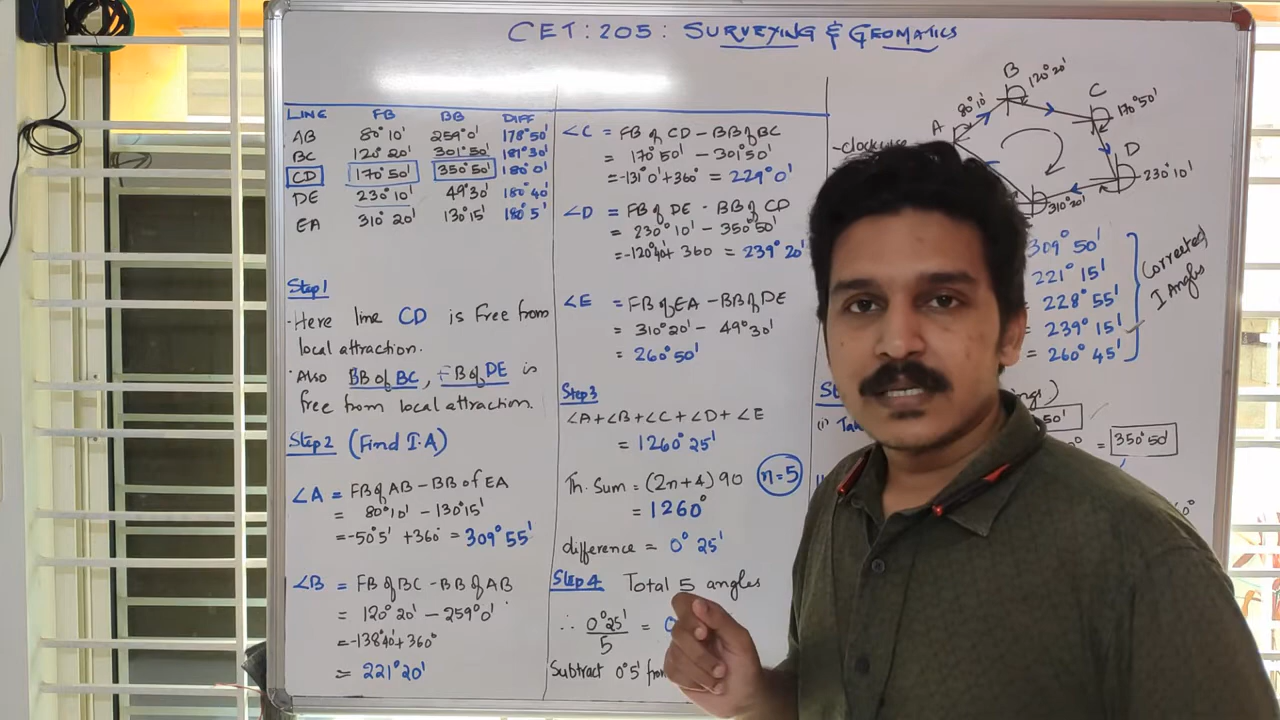 CET: 205: SURVEYING & GEOMATICS
LINE FB BB DIFF
AB 80°10' 259°0' 178°50'
BC 120°20' 301°50' 181°30'
CD 170°50' 350°50' 180°0'
DE 230°10' 49°30' 180°40'
EA 310°20' 130°15' 180°5'
Step1
· Here line CD is Free from
local attraction.
· Also BB of BC, FB of DE is
free from local attraction.
Step2 (Find I.A)
∠A = FB of AB - BB of EA
= 80°10' - 130°15'
= -50°5' + 360° = 309°55'
∠B = FB of BC - BB of AB
= 120°20' - 259°0'
= -138°40' + 360°
= 221°20'
∠C = FB of CD - BB of BC
= 170°50' - 301°50'
= -131°0' + 360° = 229°0'
∠D = FB of DE - BB of CD
= 230°10' - 350°50'
= -120°40' + 360 = 239°20'
∠E = FB of EA - BB of DE
= 310°20' - 49°30'
= 260°50'
Step3
∠A+∠B+∠C+∠D+∠E
= 1260°25'
Th. Sum = (2n+4) 90 n=5
= 1260°
difference = 0°25'
Step4 Total 5 angles
∴ 0°25'
5 =
Subtract 0°5' from
B 120°20'
80°10' C
170°50'
A
- clockwise
D
230°10'
310°20'
309°50'
221°15'
= 228°55'
= 239°15'
= 260°45'
Corrected
I Angles
(i)
= 350°50'